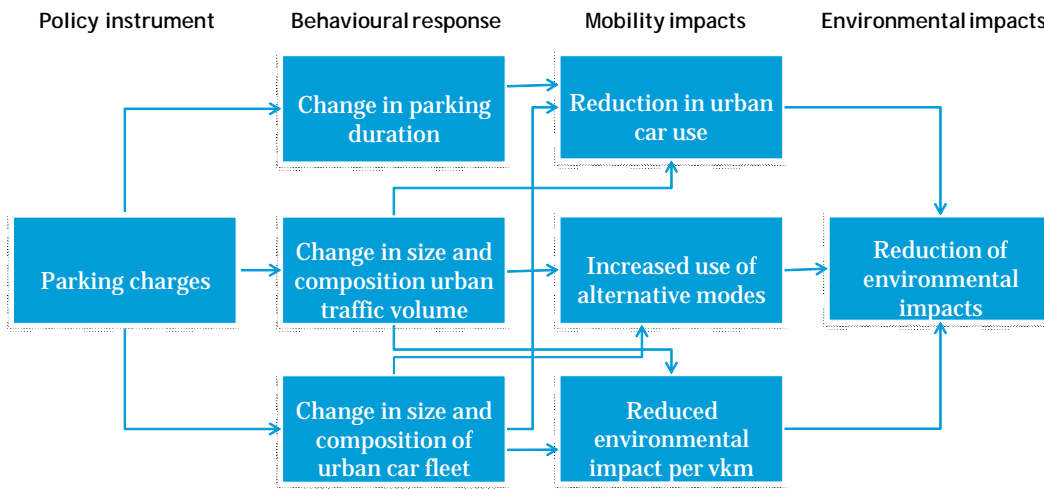 Policy instrument
Behavioural response
Mobility impacts
Environmental impacts
Change in parking
duration
Reduction in urban
car use
Parking charges
Change in size and
composition urban
traffic volume
Increased use of
alternative modes
Reduction of
environmental
impacts
Change in size and
composition of
urban car fleet
Reduced
environmental
impact per vkm